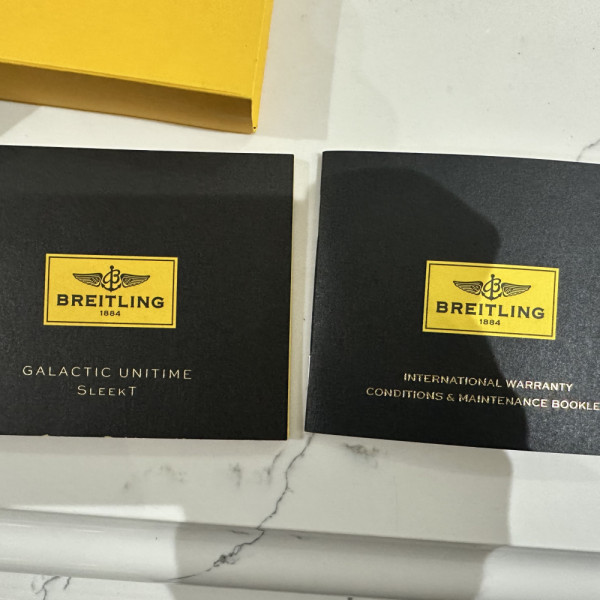 BREITLING
1884
GALACTIC UNITIME
SLEEKT
BREITLING
1884
INTERNATIONAL WARRANTY
CONDITIONS & MAINTENANCE BOOKLE